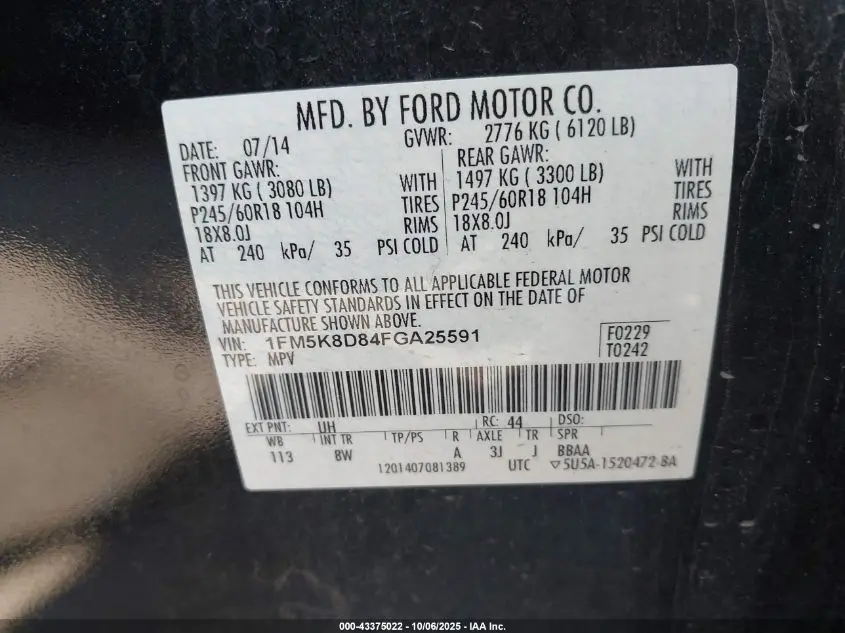 MFD. BY FORD MOTOR CO.
DATE: 07/14 GVWR: 2776 KG ( 6120 LB)
FRONT GAWR: REAR GAWR:
1397 KG ( 3080 LB) WITH 1497 KG ( 3300 LB) WITH
P245/60R18 104H TIRES P245/60R18 104H TIRES
18X8.0J RIMS 18X8.0J RIMS
AT 240 kPa/ 35 PSI COLD AT 240 kPa/ 35 PSI COLD
THIS VEHICLE CONFORMS TO ALL APPLICABLE FEDERAL MOTOR
VEHICLE SAFETY STANDARDS IN EFFECT ON THE DATE OF
MANUFACTURE SHOWN ABOVE.
VIN: 1FM5K8D84FGA25591 F0229
TYPE: MPV T0242
EXT PNT: UH RC: 44 DSO:
WB INT TR TP/PS R AXLE TR SPR
113 BW A 3J J BBAA
1201407081389 UTC ▽5U5A-1520472-BA
000-43375022 - 10/06/2025 - IAA Inc.